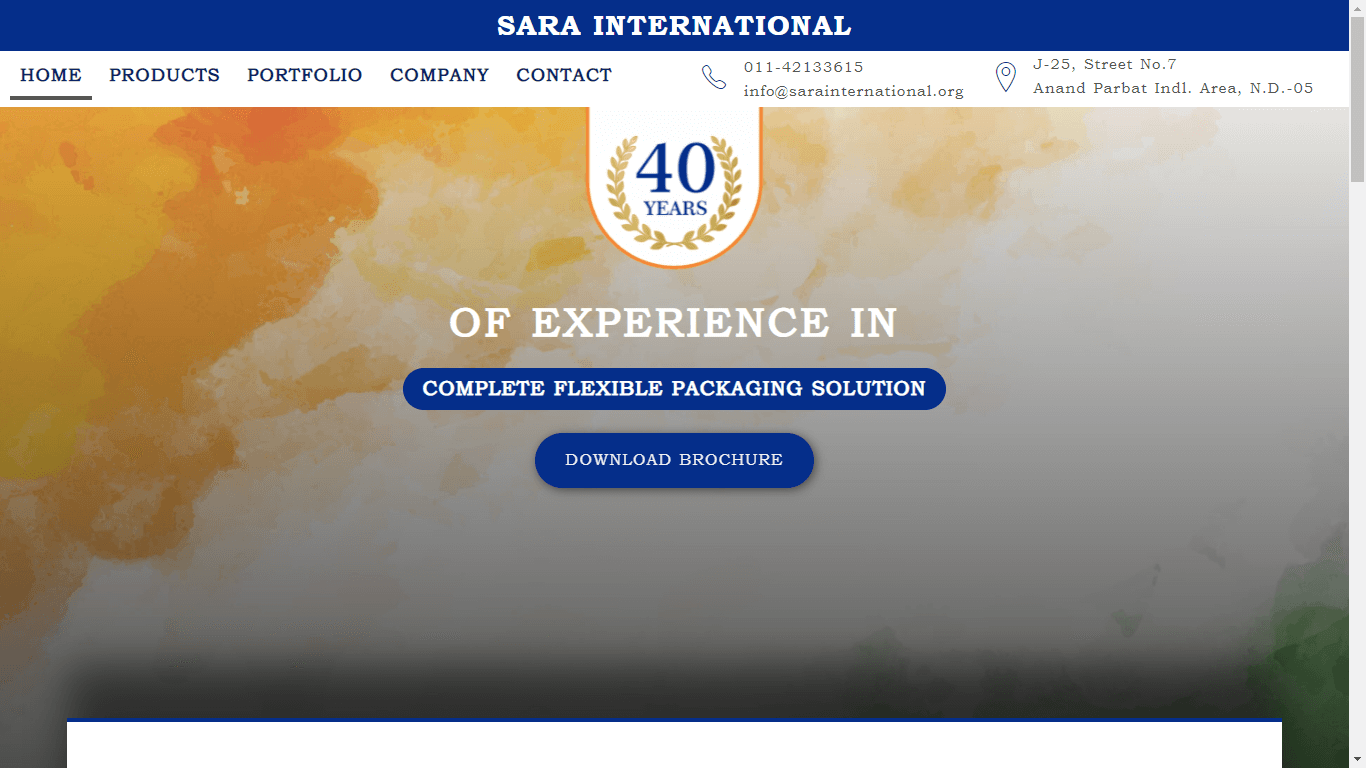 SARA INTERNATIONAL
HOME PRODUCTS PORTFOLIO COMPANY CONTACT
011-42133615
info@sarainternational.org
J-25, Street No.7
Anand Parbat Indl. Area, N.D.-05
40
YEARS
OF EXPERIENCE IN
COMPLETE FLEXIBLE PACKAGING SOLUTION
DOWNLOAD BROCHURE